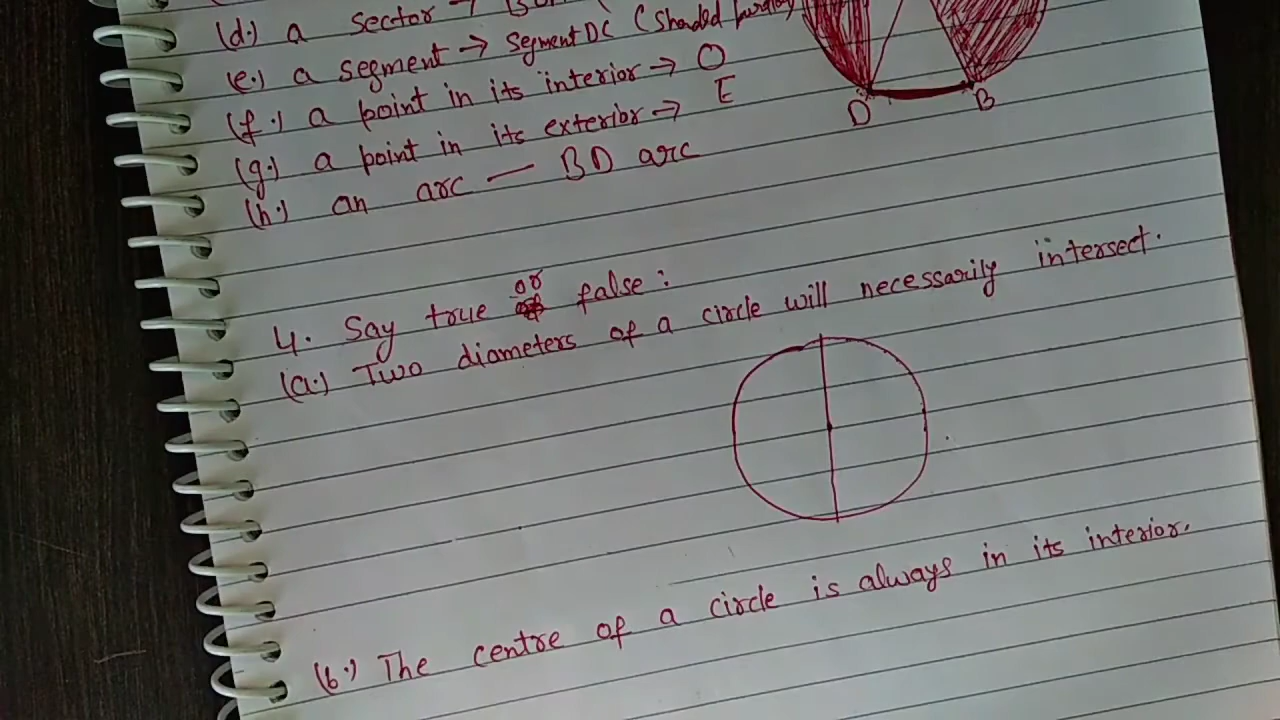 (d.) a sector →
(e.) a segment → segment DC (Shaded
(f.) a point in its interior → O
(g.) a point in its exterior → E
(h.) an arc — BD arc
D B
4. Say true or false:
(a.) Two diameters of a circle will necessarily intersect.
(b.) The centre of a circle is always in its interior.